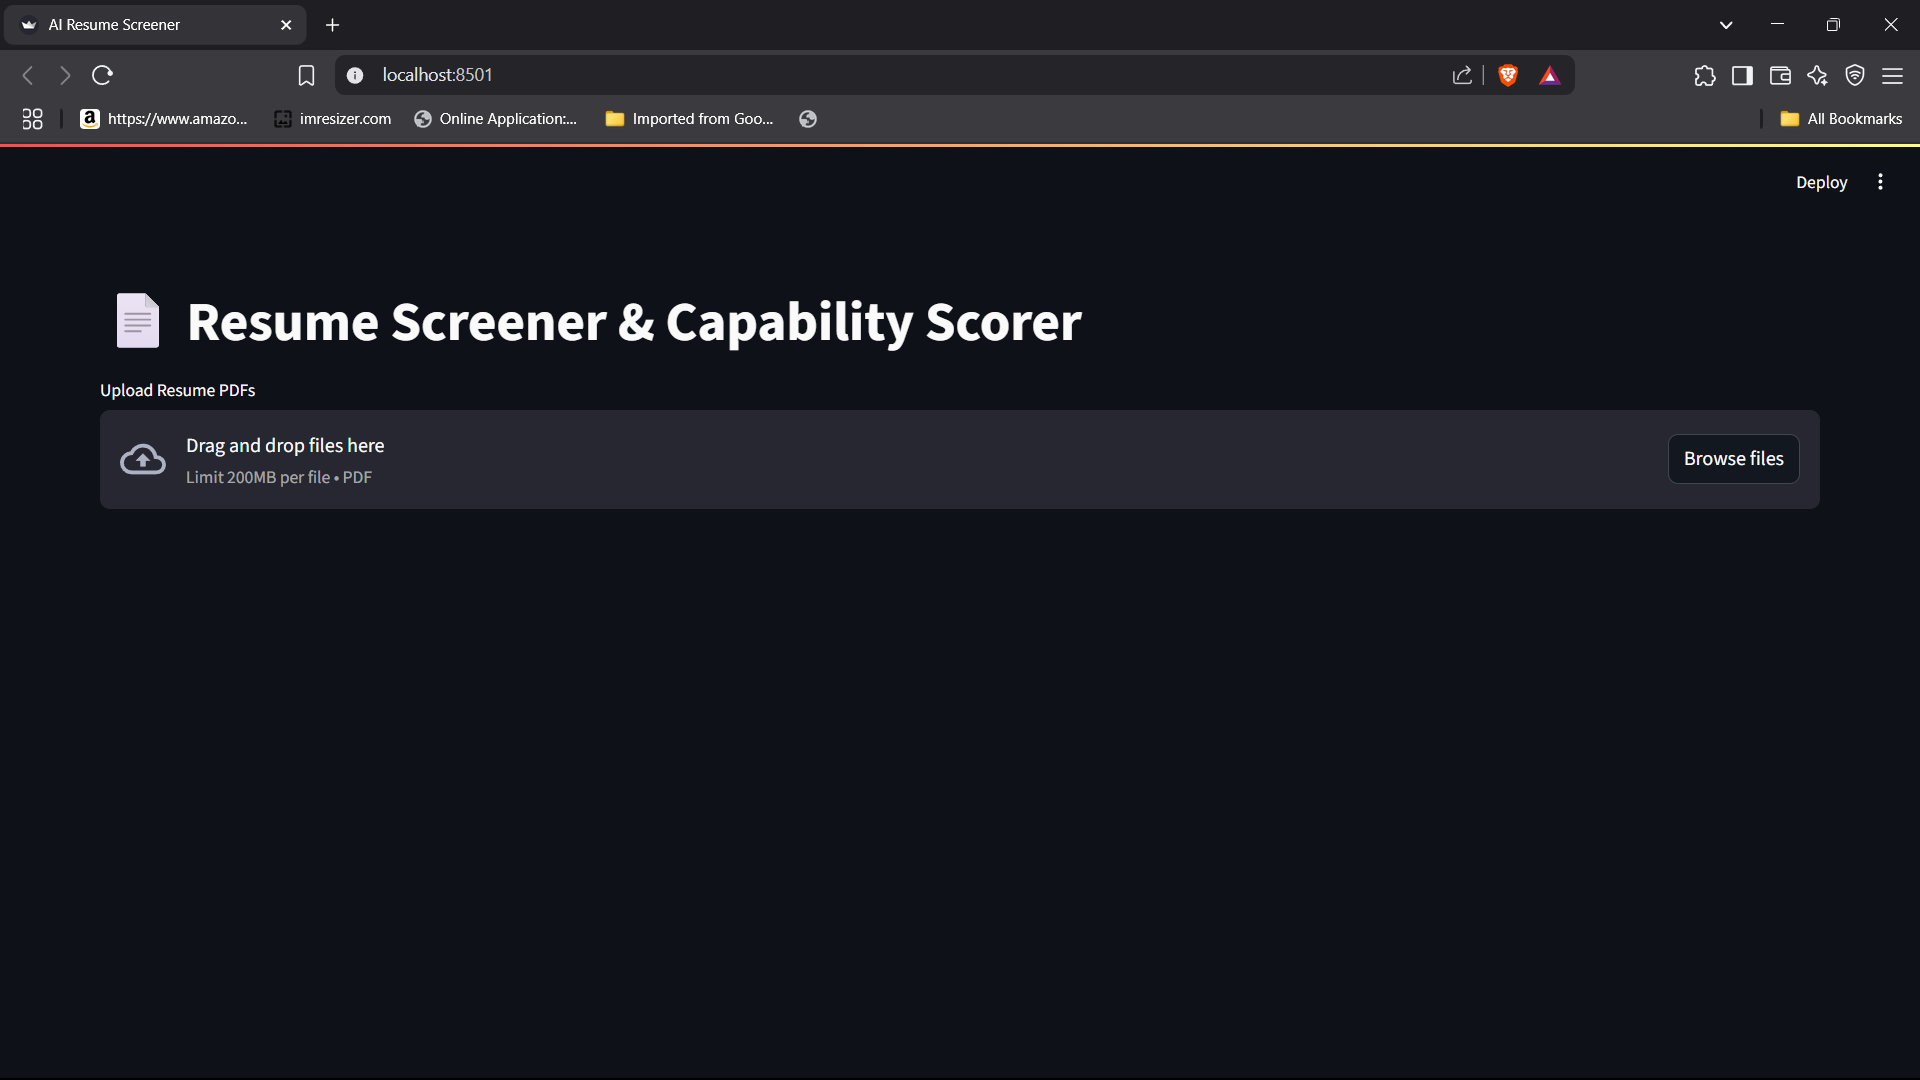 AI Resume Screener
localhost:8501
https://www.amazo...
imresizer.com
Online Application:...
Imported from Goo...
All Bookmarks
Deploy
Resume Screener & Capability Scorer
Upload Resume PDFs
Drag and drop files here
Limit 200MB per file • PDF
Browse files